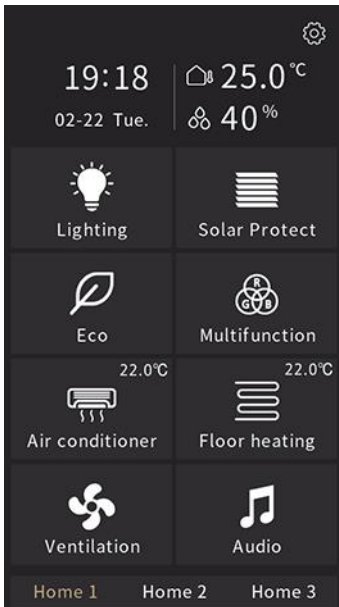 19:18
25.0°C
02-22 Tue.
40%
Lighting
Solar Protect
Eco
R
G B
Multifunction
22.0°C
22.0°C
Air conditioner
Floor heating
Ventilation
Audio
Home 1
Home 2
Home 3